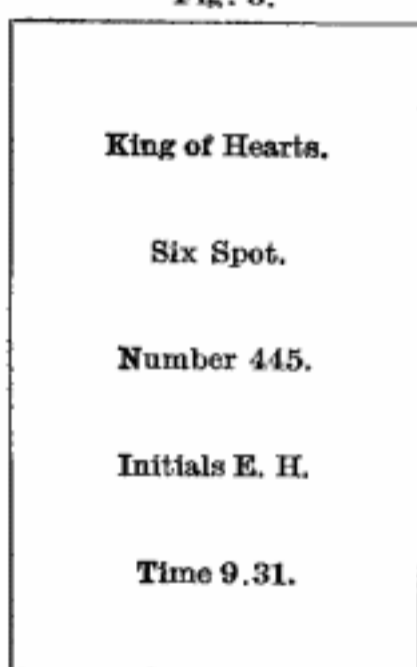 King of Hearts.
Six Spot.
Number 445.
Initials E. H.
Time 9.31.